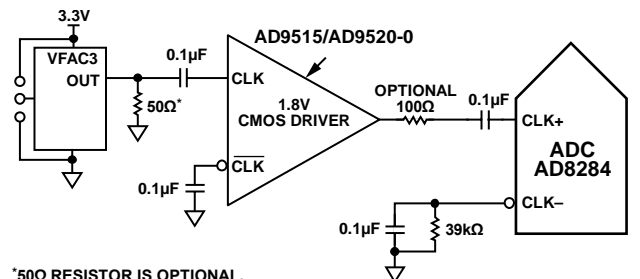 3.3V
VFAC3
OUT
50Ω*
0.1µF
AD9515/AD9520-0
CLK
1.8V
CMOS DRIVER
CLK
0.1µF
OPTIONAL
100Ω
0.1µF
CLK+
ADC
AD8284
CLK–
0.1µF
39kΩ
*50Ω RESISTOR IS OPTIONAL.